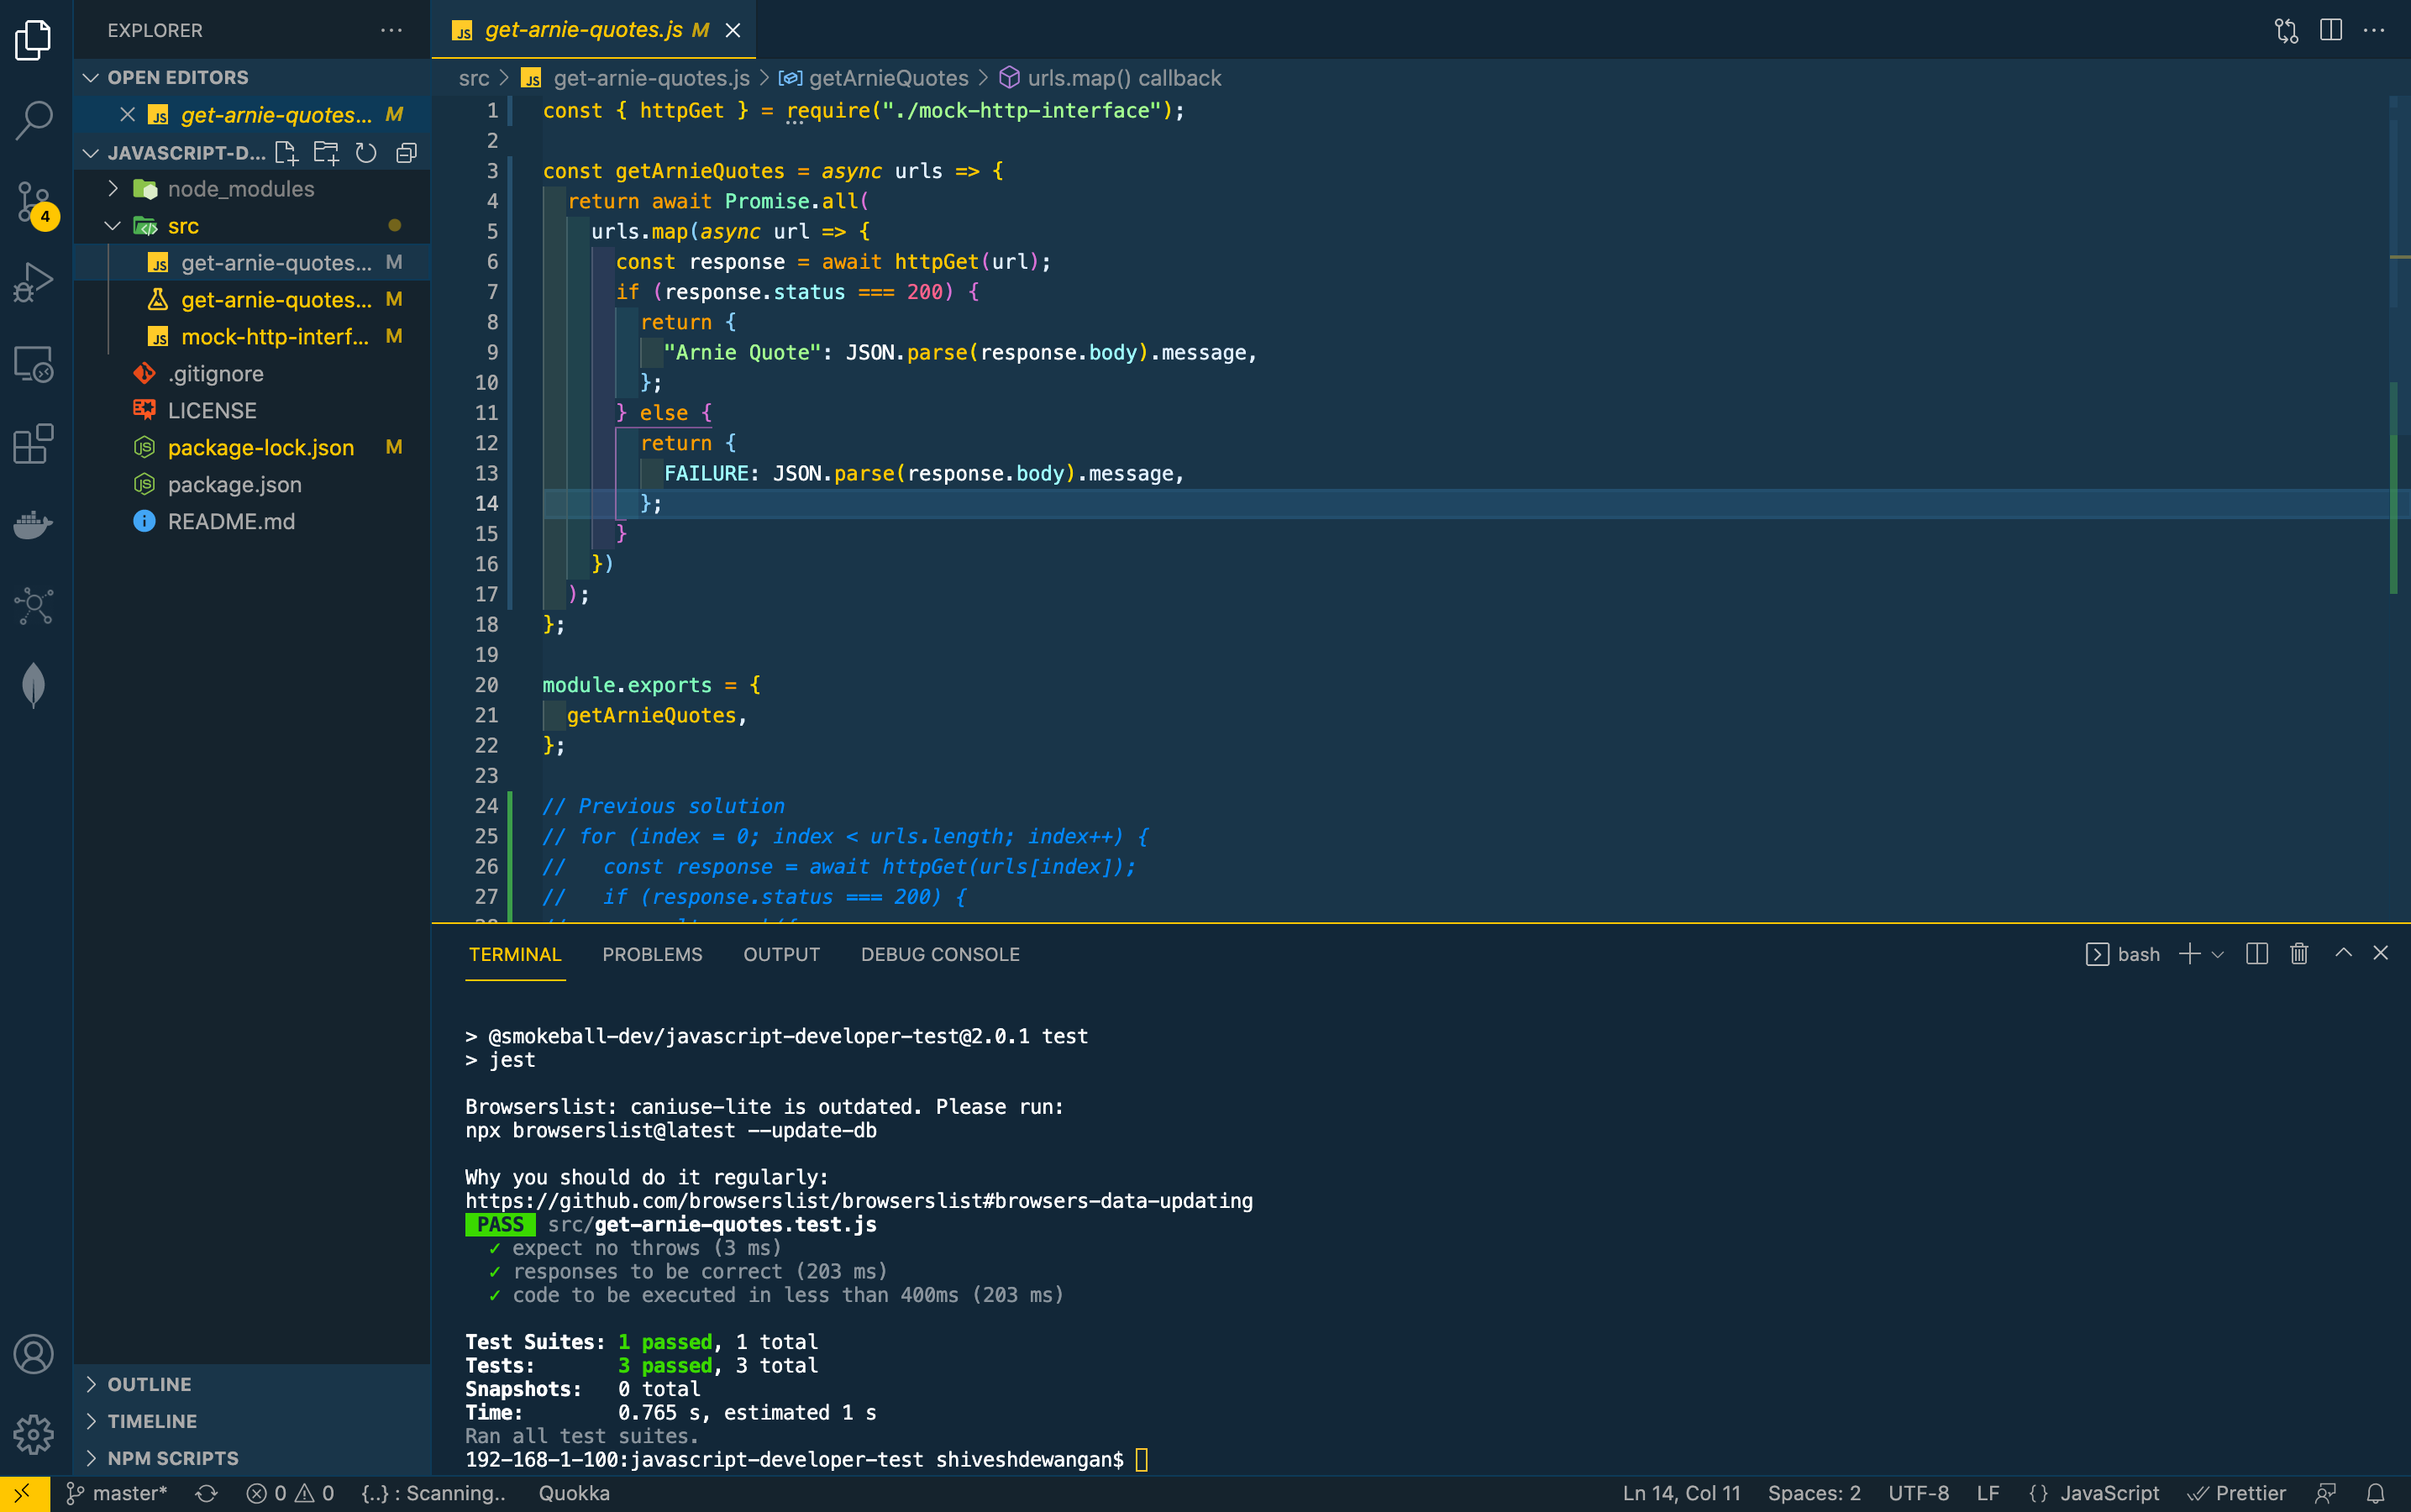 EXPLORER
OPEN EDITORS
get-arnie-quotes... M
JAVASCRIPT-D...
node_modules
src
get-arnie-quotes... M
get-arnie-quotes... M
mock-http-interf... M
.gitignore
LICENSE
package-lock.json M
package.json
README.md
OUTLINE
TIMELINE
NPM SCRIPTS
4
get-arnie-quotes.js M
src > get-arnie-quotes.js > getArnieQuotes > urls.map() callback
1 const { httpGet } = require("./mock-http-interface");
2
3 const getArnieQuotes = async urls => {
4 return await Promise.all(
5 urls.map(async url => {
6 const response = await httpGet(url);
7 if (response.status === 200) {
8 return {
9 "Arnie Quote": JSON.parse(response.body).message,
10 };
11 } else {
12 return {
13 FAILURE: JSON.parse(response.body).message,
14 };
15 }
16 })
17 );
18 };
19
20 module.exports = {
21 getArnieQuotes,
22 };
23
24 // Previous solution
25 // for (index = 0; index < urls.length; index++) {
26 // const response = await httpGet(urls[index]);
27 // if (response.status === 200) {
TERMINAL PROBLEMS OUTPUT DEBUG CONSOLE
bash
> @smokeball-dev/javascript-developer-test@2.0.1 test
> jest
Browserslist: caniuse-lite is outdated. Please run:
npx browserslist@latest --update-db
Why you should do it regularly:
https://github.com/browserslist/browserslist#browsers-data-updating
PASS src/get-arnie-quotes.test.js
✓ expect no throws (3 ms)
✓ responses to be correct (203 ms)
✓ code to be executed in less than 400ms (203 ms)
Test Suites: 1 passed, 1 total
Tests: 3 passed, 3 total
Snapshots: 0 total
Time: 0.765 s, estimated 1 s
Ran all test suites.
192-168-1-100:javascript-developer-test shiveshdewangan$
master* 0 0 {..} : Scanning.. Quokka Ln 14, Col 11 Spaces: 2 UTF-8 LF {} JavaScript Prettier